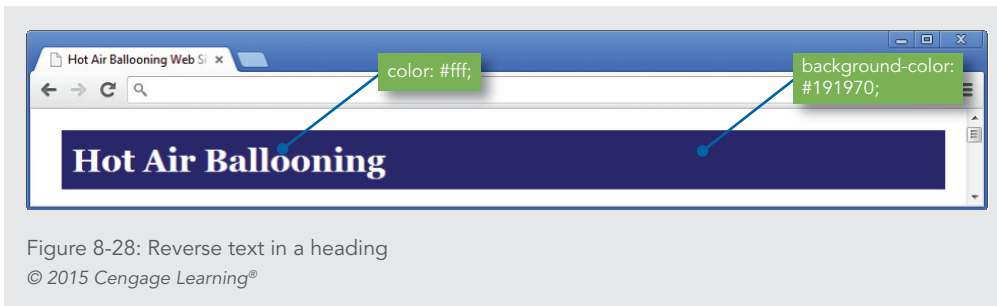 Hot Air Ballooning Web Si
color: #fff;
background-color:
#191970;
Hot Air Ballooning
Figure 8-28: Reverse text in a heading
© 2015 Cengage Learning®